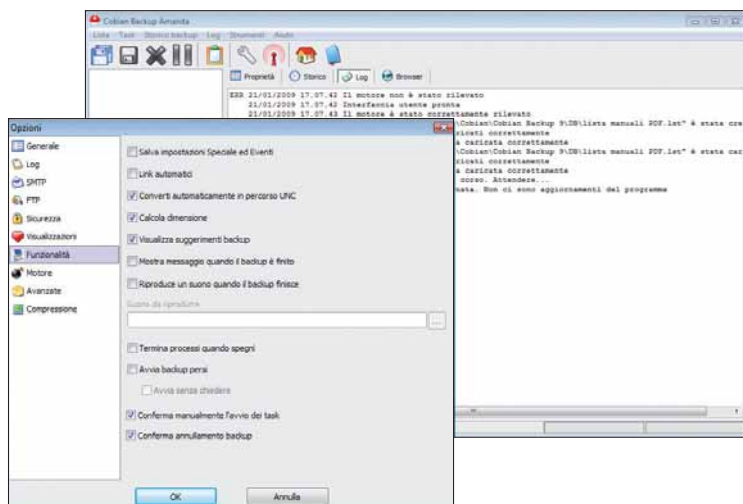 Cobian Backup Amanda
Lista Task Storico backup Log Strumenti Aiuto
Proprietà Storico Log Browser
ERR 21/01/2009 17.07.42 Il motore non è stato rilevato
21/01/2009 17.07.42 Interfaccia utente pronta
21/01/2009 17.07.43 Il motore è stato correttamente rilevato
\Cobian\Cobian Backup 9\DB\lista manuali PDF.lst" è stata cre
ricati correttamente
a caricata correttamente
\Cobian\Cobian Backup 9\DB\lista manuali PDF.lst" è stata car
ricati correttamente
a caricata correttamente
corso. Attendere...
nata. Non ci sono aggiornamenti del programma
Opzioni
Generale
Log
SMTP
FTP
Sicurezza
Visualizzazioni
Funzionalità
Motore
Avanzate
Compressione
Salva impostazioni Speciale ed Eventi
Link automatici
Converti automaticamente in percorso UNC
Calcola dimensione
Visualizza suggerimenti backup
Mostra messaggio quando il backup è finito
Riproduce un suono quando il backup finisce
Suono da riprodurre
...
Termina processi quando spegni
Avvia backup persi
Avvia senza chiedere
Conferma manualmente l'avvio dei task
Conferma annullamento backup
OK Annulla